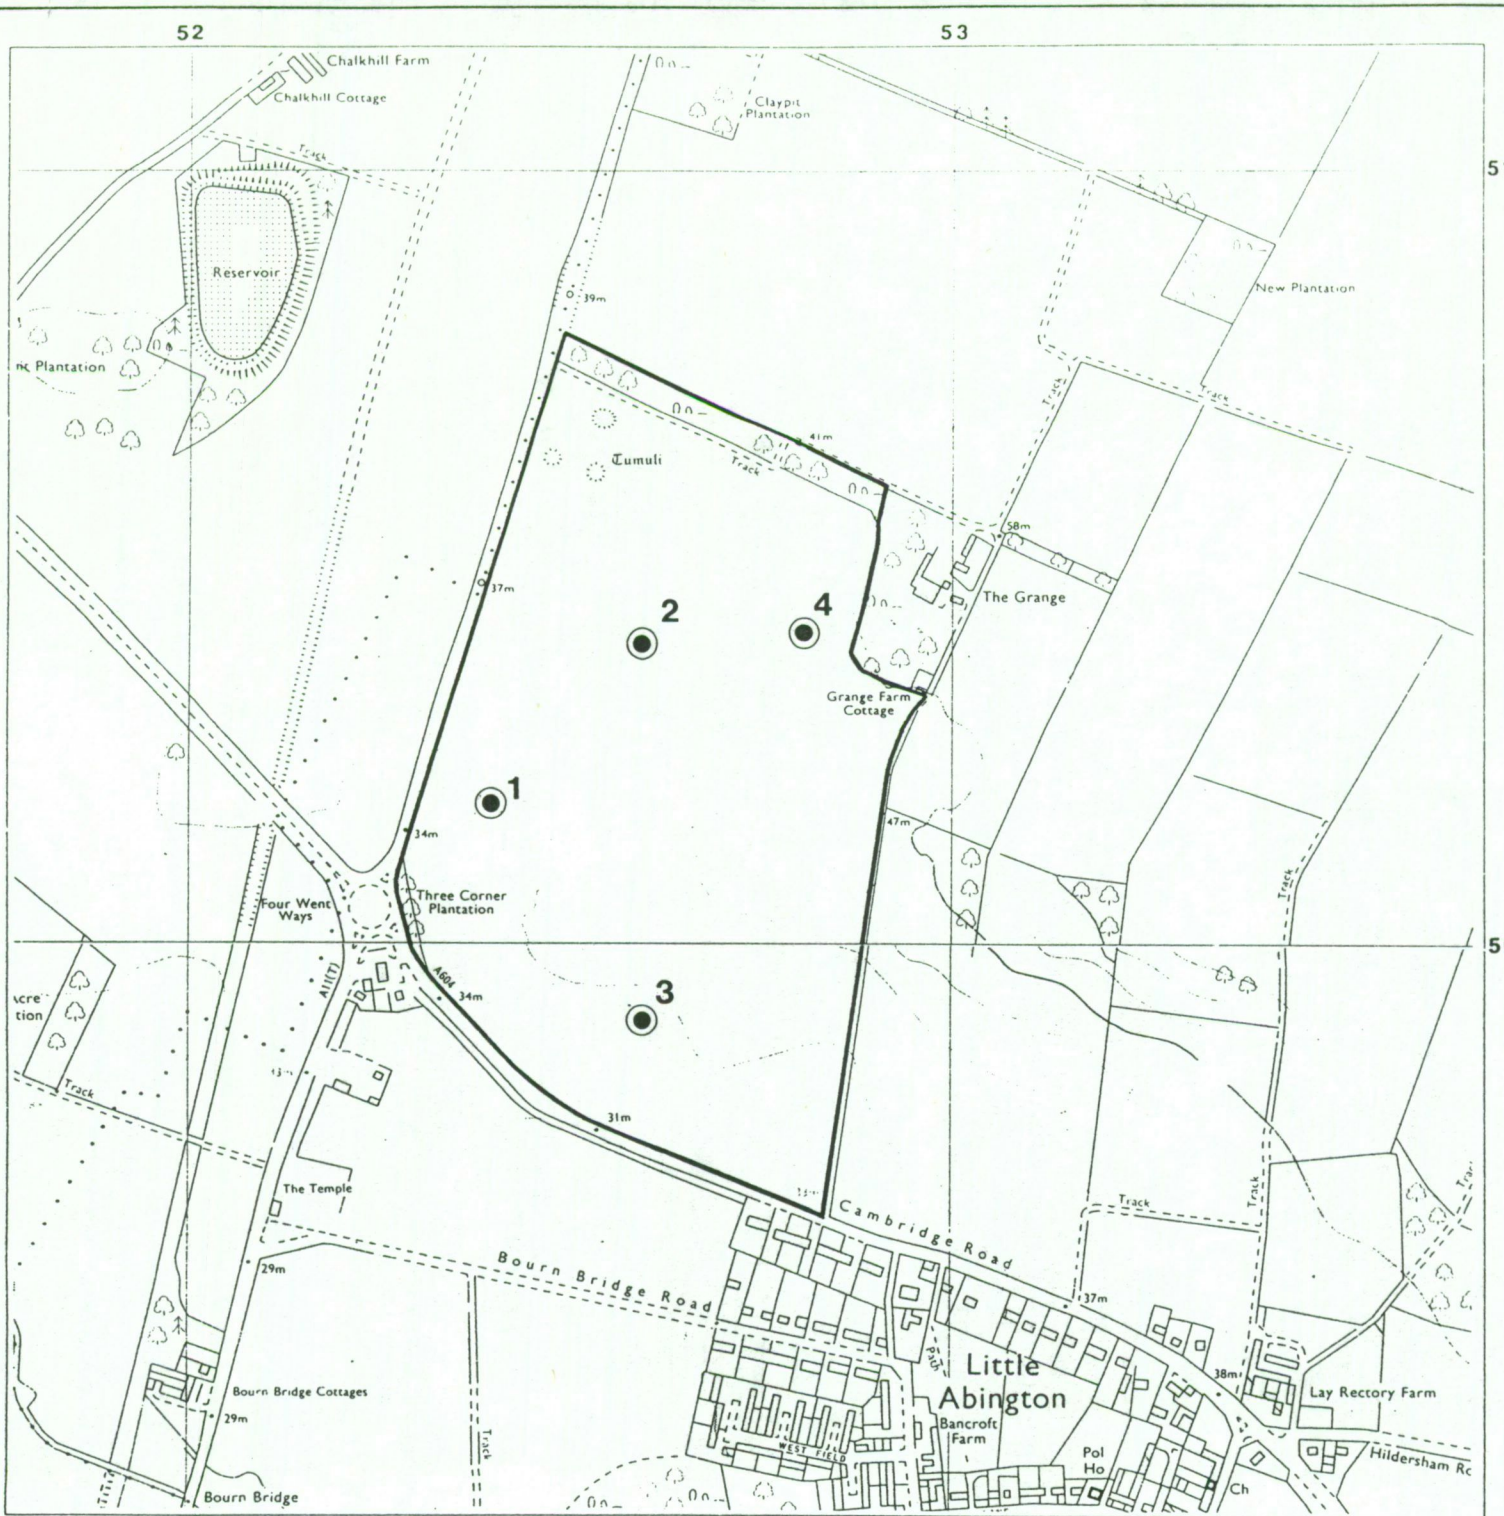 52
53
Chalkhill Farm
Chalkhill Cottage
Claypit
Plantation
Track
5
Reservoir
39m
New Plantation
Plantation
Track
Track
41m
Tumuli
Track
58m
37m
2
4
The Grange
Grange Farm
Cottage
1
34m
47m
Three Corner
Plantation
Four Went
Ways
Track
5
A604
A11(T)
34m
3
Track
31m
The Temple
Track
Track
Cambridge Road
Bourn Bridge Road
29m
37m
Path
Little
Abington
38m
Bourn Bridge Cottages
Lay Rectory Farm
29m
Bancroft
Farm
Track
WEST FIELD
Pol
Ho
Hildersham
Ch
Bourn Bridge